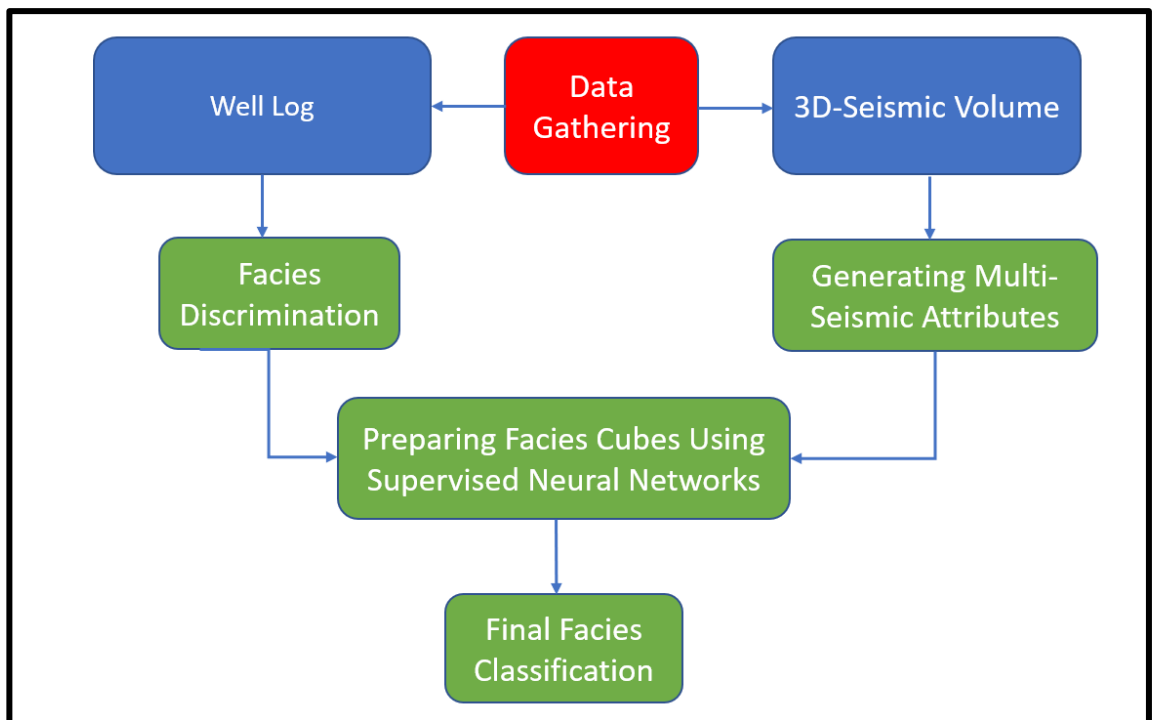 Well Log
Data
Gathering
3D-Seismic Volume
Facies
Discrimination
Generating Multi-
Seismic Attributes
Preparing Facies Cubes Using
Supervised Neural Networks
Final Facies
Classification